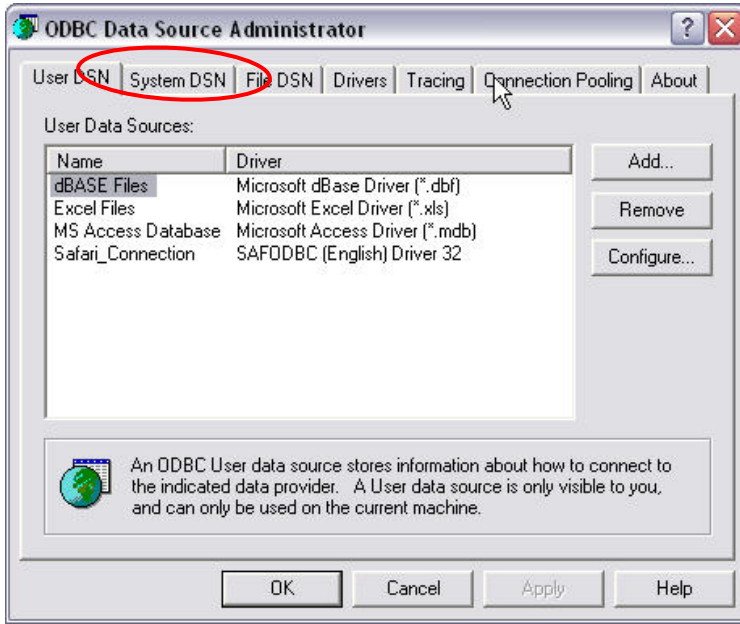 ODBC Data Source Administrator
User DSN System DSN File DSN Drivers Tracing Connection Pooling About
User Data Sources:
Name Driver
dBASE Files Microsoft dBase Driver (*.dbf)
Excel Files Microsoft Excel Driver (*.xls)
MS Access Database Microsoft Access Driver (*.mdb)
Safari_Connection SAFODBC (English) Driver 32
Add...
Remove
Configure...
An ODBC User data source stores information about how to connect to
the indicated data provider. A User data source is only visible to you,
and can only be used on the current machine.
OK Cancel Apply Help